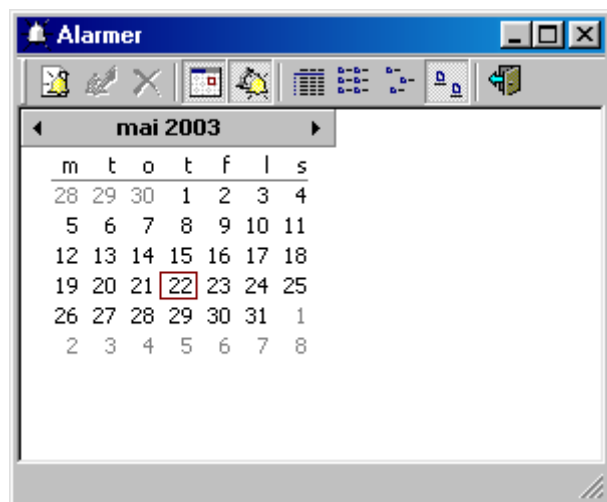 Alarmer
mai 2003
m t o t f l s
28 29 30 1 2 3 4
5 6 7 8 9 10 11
12 13 14 15 16 17 18
19 20 21 22 23 24 25
26 27 28 29 30 31 1
2 3 4 5 6 7 8